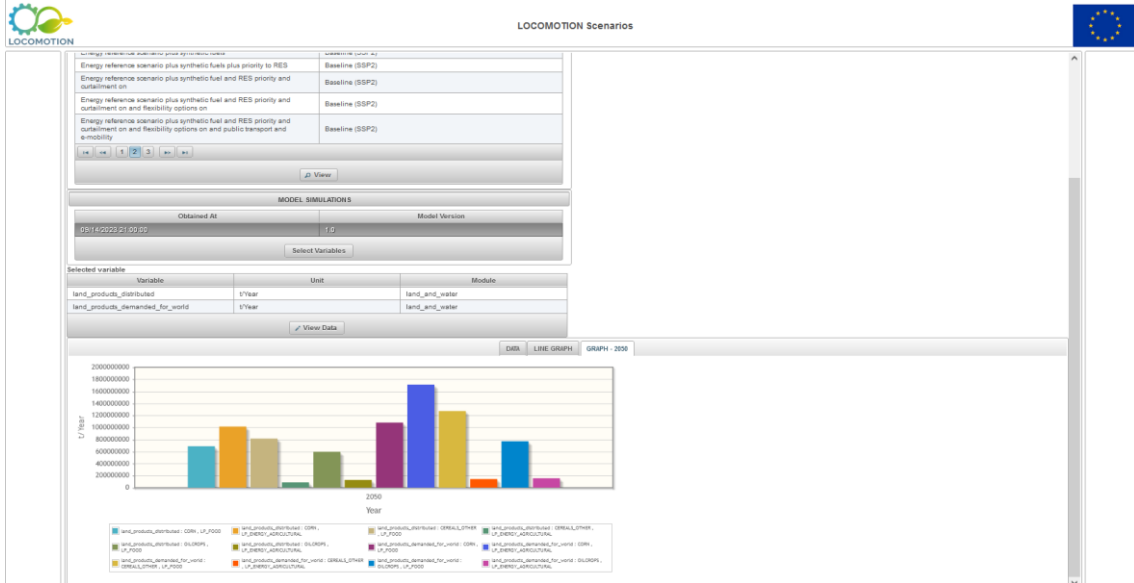 LOCOMOTION
LOCOMOTION Scenarios
Energy reference scenario plus synthetic fuels
Baseline (SSP2)
Energy reference scenario plus synthetic fuels plus priority to RES
Baseline (SSP2)
Energy reference scenario plus synthetic fuel and RES priority and
curtailment on
Baseline (SSP2)
Energy reference scenario plus synthetic fuel and RES priority and
curtailment on and flexibility options on
Baseline (SSP2)
Energy reference scenario plus synthetic fuel and RES priority and
curtailment on and flexibility options on and public transport and
e-mobility
Baseline (SSP2)
1 2 3
View
MODEL SIMULATIONS
Obtained At Model Version
09/14/2023 21:00:00 1.0
Select Variables
Selected variable
Variable Unit Module
land_products_distributed t/Year land_and_water
land_products_demanded_for_world t/Year land_and_water
View Data
DATA LINE GRAPH GRAPH - 2050
2000000000
1800000000
1600000000
1400000000
1200000000
1000000000
800000000
600000000
400000000
200000000
0
t/ Year
2050
Year
land_products_distributed : CORN , LP_FOOD
land_products_distributed : CORN ,
LP_ENERGY_AGRICULTURAL
land_products_distributed : CEREALS_OTHER
, LP_FOOD
land_products_distributed : CEREALS_OTHER ,
LP_ENERGY_AGRICULTURAL
land_products_distributed : OILCROPS ,
LP_FOOD
land_products_distributed : OILCROPS ,
LP_ENERGY_AGRICULTURAL
land_products_demanded_for_world : CORN ,
LP_FOOD
land_products_demanded_for_world : CORN ,
LP_ENERGY_AGRICULTURAL
land_products_demanded_for_world :
CEREALS_OTHER , LP_FOOD
land_products_demanded_for_world : CEREALS_OTHER
, LP_ENERGY_AGRICULTURAL
land_products_demanded_for_world :
OILCROPS , LP_FOOD
land_products_demanded_for_world : OILCROPS ,
LP_ENERGY_AGRICULTURAL